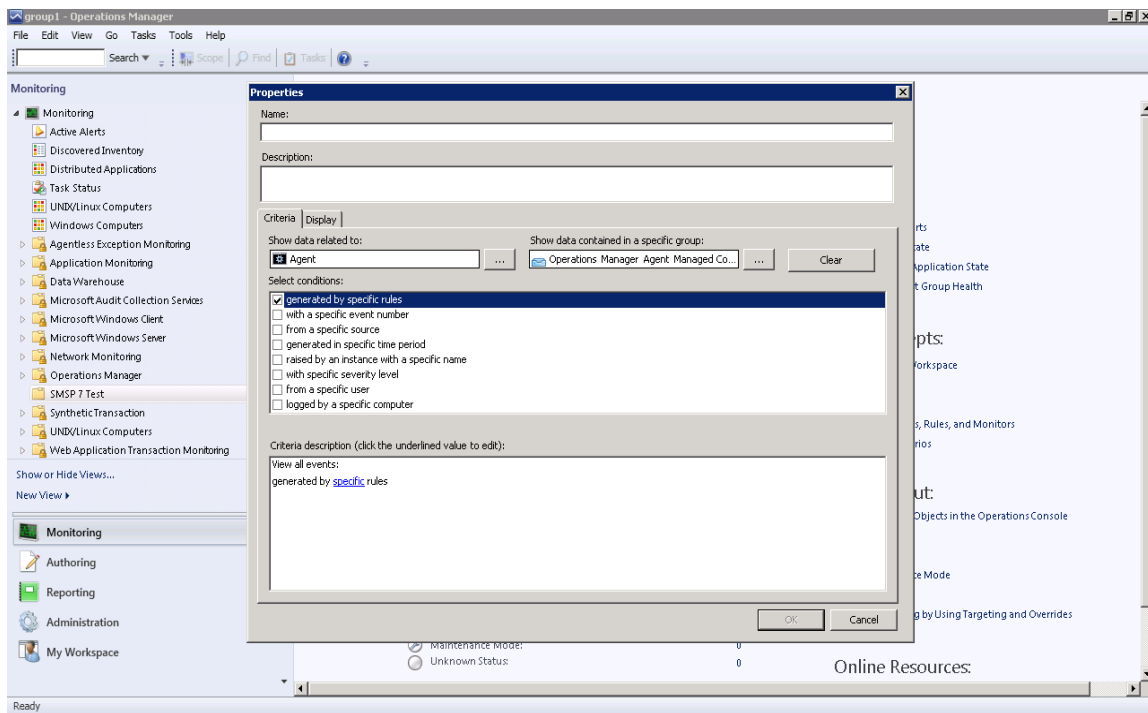 group1 - Operations Manager
File Edit View Go Tasks Tools Help
Search Scope Find Tasks
Monitoring
Monitoring
Active Alerts
Discovered Inventory
Distributed Applications
Task Status
UNIX/Linux Computers
Windows Computers
Agentless Exception Monitoring
Application Monitoring
Data Warehouse
Microsoft Audit Collection Services
Microsoft Windows Client
Microsoft Windows Server
Network Monitoring
Operations Manager
SMSP 7 Test
Synthetic Transaction
UNIX/Linux Computers
Web Application Transaction Monitoring
Show or Hide Views...
New View
Monitoring
Authoring
Reporting
Administration
My Workspace
Properties
Name:
Description:
Criteria Display
Show data related to: Show data contained in a specific group:
Agent ... Operations Manager Agent Managed Co... ... Clear
Select conditions:
generated by specific rules
with a specific event number
from a specific source
generated in specific time period
raised by an instance with a specific name
with specific severity level
from a specific user
logged by a specific computer
Criteria description (click the underlined value to edit):
View all events:
generated by specific rules
OK Cancel
rts
ate
Application State
t Group Health
pts:
Workspace
s, Rules, and Monitors
rios
ut:
Objects in the Operations Console
ce Mode
g by Using Targeting and Overrides
Maintenance Mode: 0
Unknown Status: 0
Online Resources:
Ready